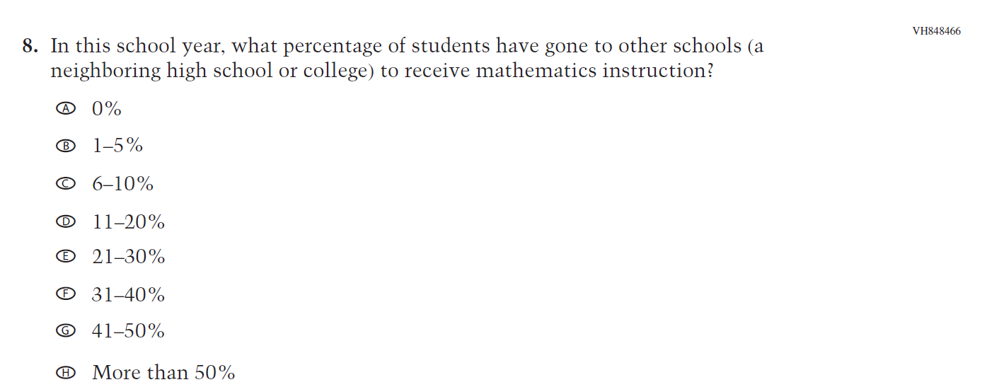 VH848466
8. In this school year, what percentage of students have gone to other schools (a
neighboring high school or college) to receive mathematics instruction?
A 0%
B 1–5%
C 6–10%
D 11–20%
E 21–30%
F 31–40%
G 41–50%
H More than 50%